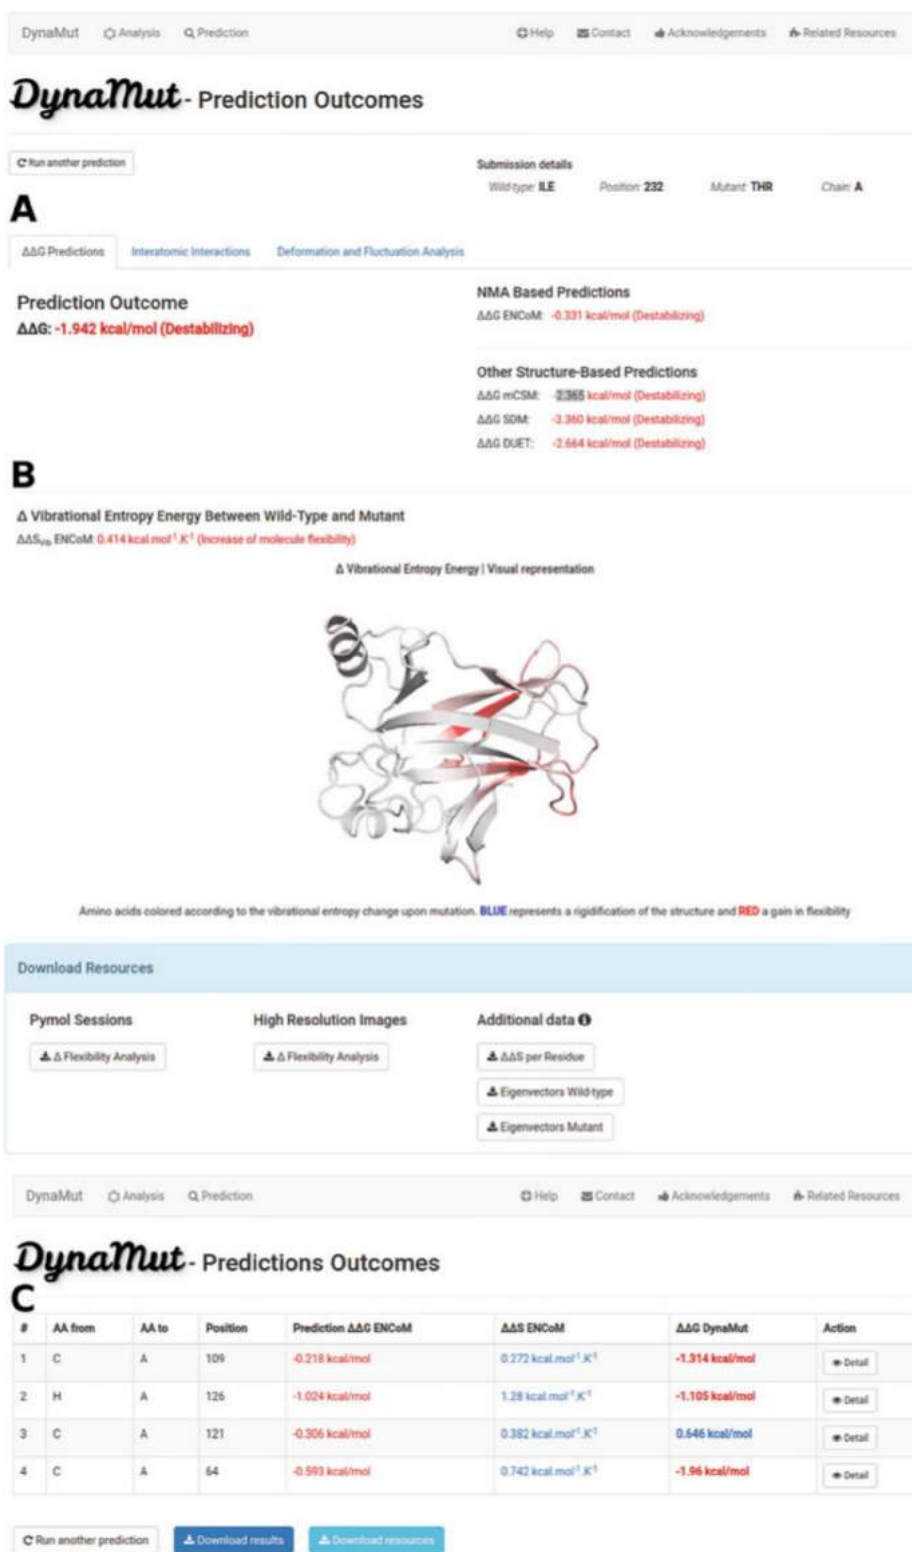 DynaMut Analysis Prediction Help Contact Acknowledgements Related Resources
DynaMut - Prediction Outcomes
Run another prediction
Submission details
Wild-type: ILE Position: 232 Mutant: THR Chain: A
A
ΔΔG Predictions Interatomic Interactions Deformation and Fluctuation Analysis
Prediction Outcome
ΔΔG: -1.942 kcal/mol (Destabilizing)
NMA Based Predictions
ΔΔG ENCoM: -0.331 kcal/mol (Destabilizing)
Other Structure-Based Predictions
ΔΔG mCSM: -2.365 kcal/mol (Destabilizing)
ΔΔG SDM: -3.360 kcal/mol (Destabilizing)
ΔΔG DUET: -2.664 kcal/mol (Destabilizing)
B
Δ Vibrational Entropy Energy Between Wild-Type and Mutant
ΔΔSVib ENCoM: 0.414 kcal.mol-1.K-1 (Increase of molecule flexibility)
Δ Vibrational Entropy Energy | Visual representation
Amino acids colored according to the vibrational entropy change upon mutation. BLUE represents a rigidification of the structure and RED a gain in flexibility
Download Resources
Pymol Sessions High Resolution Images Additional data
Δ Flexibility Analysis Δ Flexibility Analysis ΔΔS per Residue
Eigenvectors Wild-type
Eigenvectors Mutant
DynaMut Analysis Prediction Help Contact Acknowledgements Related Resources
DynaMut - Predictions Outcomes
C
# AA from AA to Position Prediction ΔΔG ENCoM ΔΔS ENCoM ΔΔG DynaMut Action
1 C A 109 -0.218 kcal/mol 0.272 kcal.mol-1.K-1 -1.314 kcal/mol Detail
2 H A 126 -1.024 kcal/mol 1.28 kcal.mol-1.K-1 -1.105 kcal/mol Detail
3 C A 121 -0.306 kcal/mol 0.382 kcal.mol-1.K-1 0.646 kcal/mol Detail
4 C A 64 -0.593 kcal/mol 0.742 kcal.mol-1.K-1 -1.96 kcal/mol Detail
Run another prediction Download results Download resources